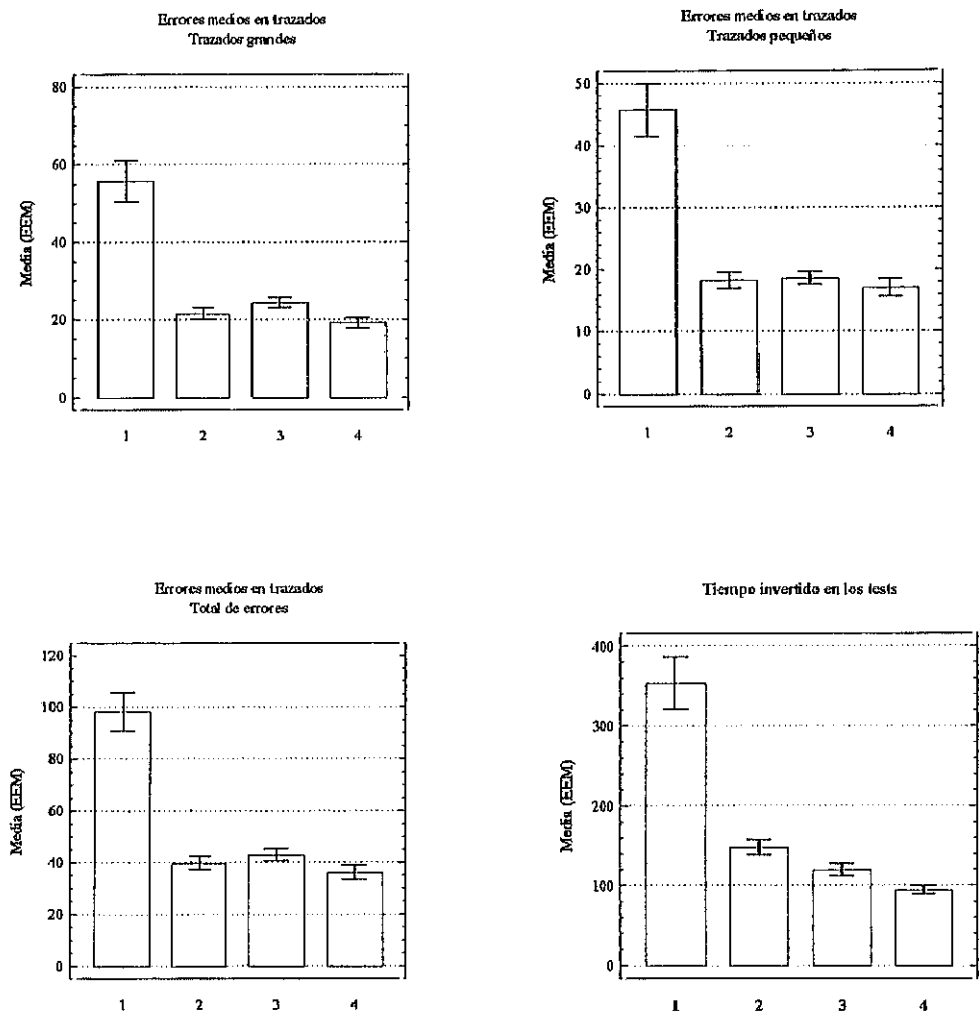 Errores medios en trazados
Trazados grandes
Media (EEM)
80
60
40
20
0
1 2 3 4
Errores medios en trazados
Trazados pequeños
Media (EEM)
50
40
30
20
10
0
1 2 3 4
Errores medios en trazados
Total de errores
Media (EEM)
120
100
80
60
40
20
0
1 2 3 4
Tiempo invertido en los tests
Media (EEM)
400
300
200
100
0
1 2 3 4